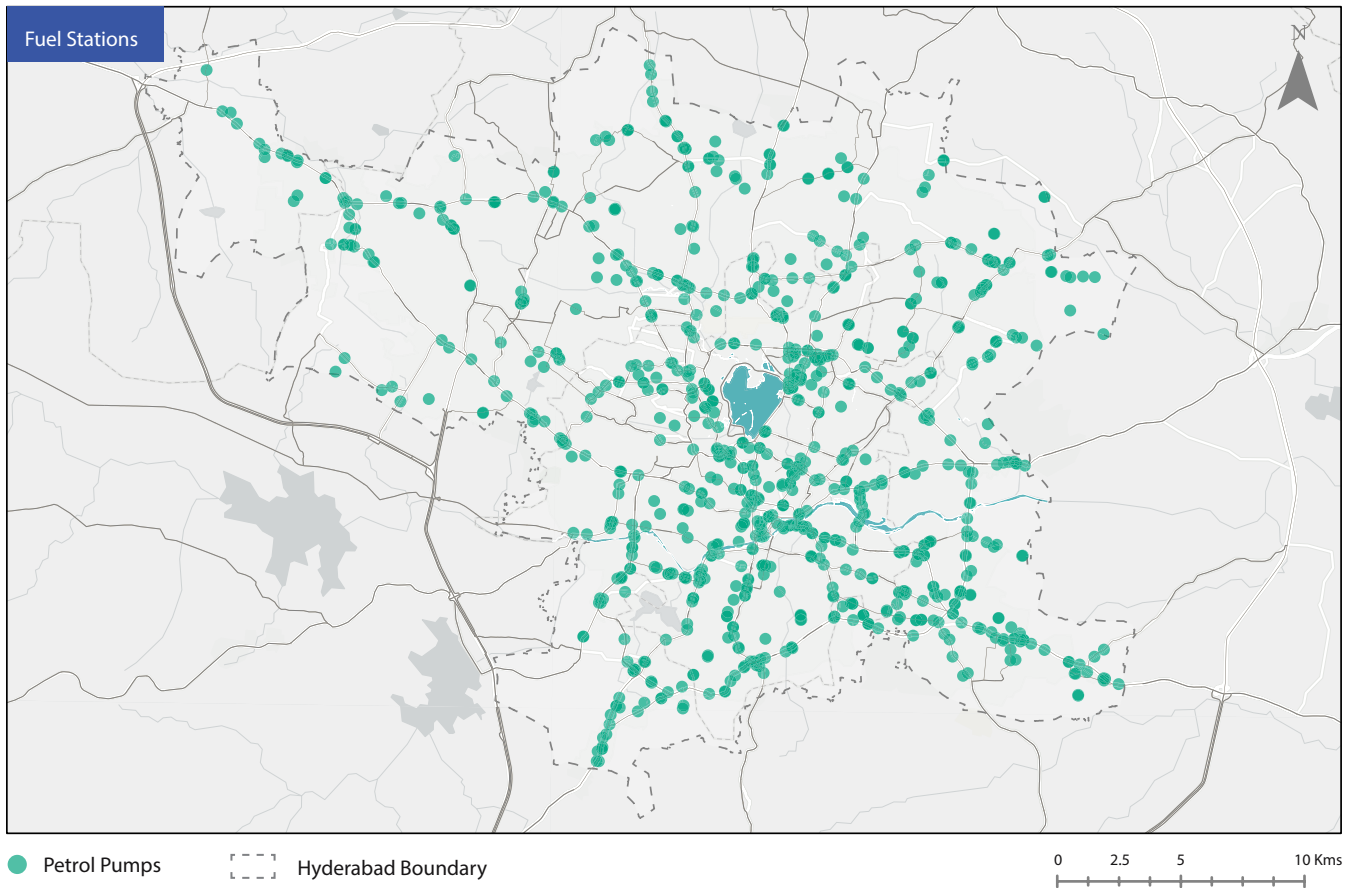 Fuel Stations
N
Petrol Pumps
Hyderabad Boundary
0 2.5 5 10 Kms